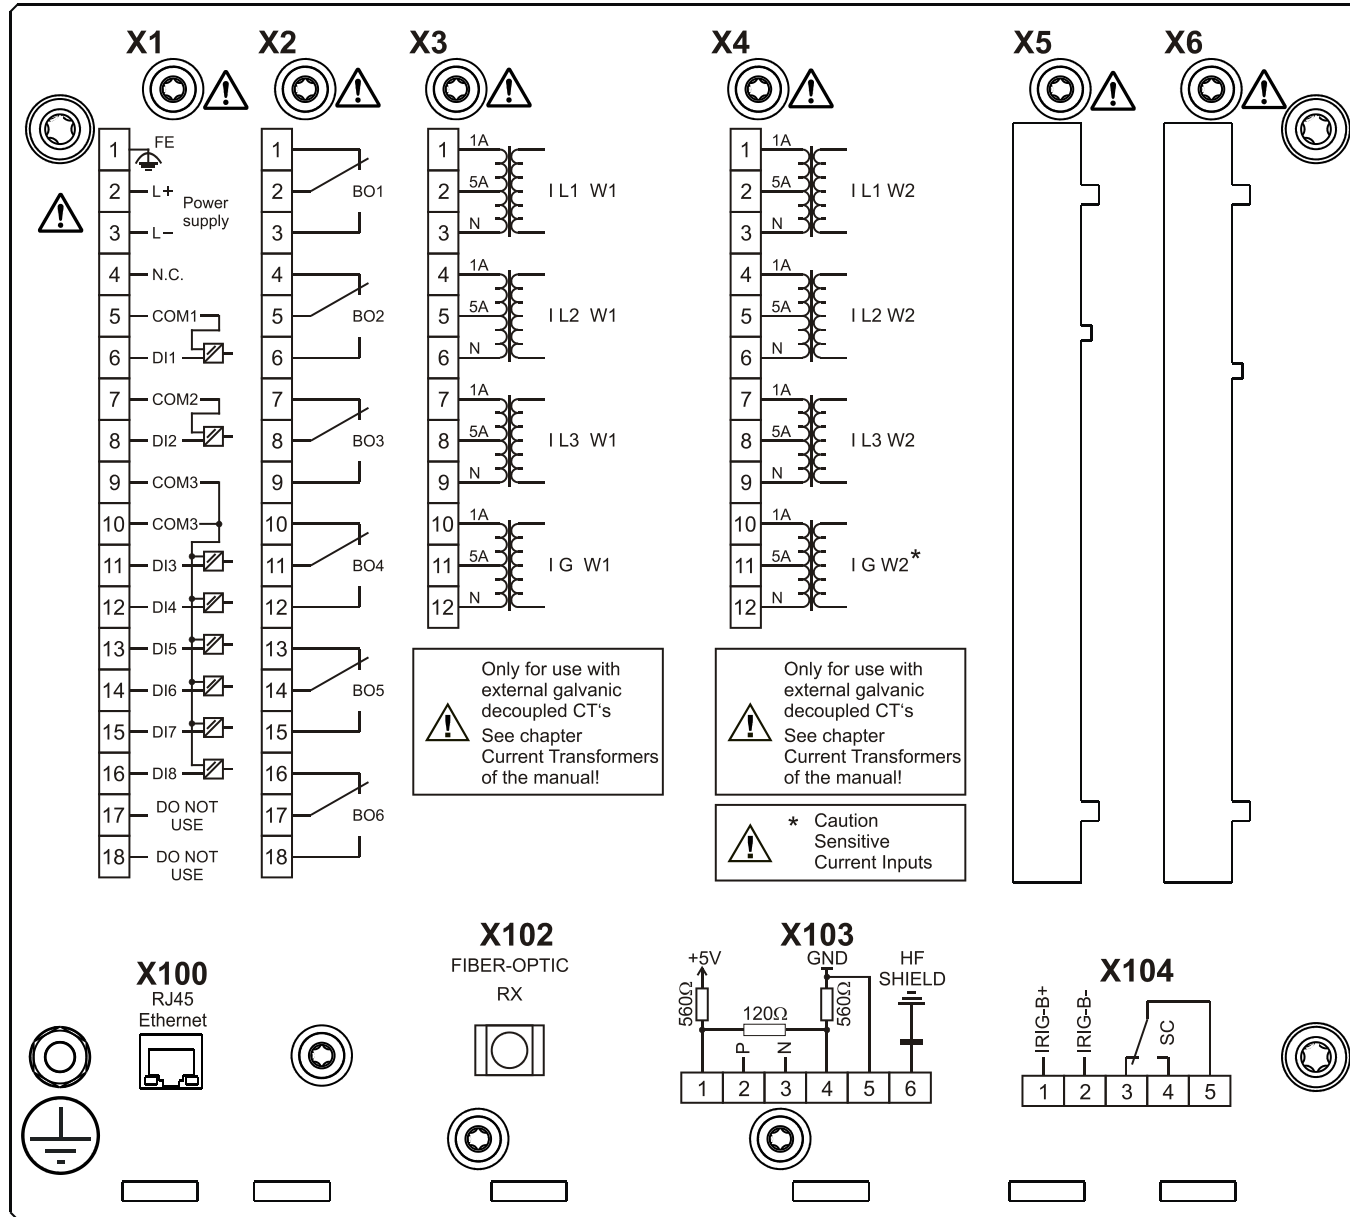 X1
X2
X3
X4
X5
X6
1
FE
2
L+
Power
supply
3
L–
4
N.C.
5
COM1
6
DI1
7
COM2
8
DI2
9
COM3
10
COM3
11
DI3
12
DI4
13
DI5
14
DI6
15
DI7
16
DI8
17
DO NOT
USE
18
DO NOT
USE
1
2
BO1
3
4
5
BO2
6
7
8
BO3
9
10
11
BO4
12
13
14
BO5
15
16
17
BO6
18
1
1A
2
5A
I L1 W1
3
N
4
1A
5
5A
I L2 W1
6
N
7
1A
8
5A
I L3 W1
9
N
10
1A
11
5A
I G W1
12
N
Only for use with
external galvanic
decoupled CT‘s
See chapter
Current Transformers
of the manual!
1
1A
2
5A
I L1 W2
3
N
4
1A
5
5A
I L2 W2
6
N
7
1A
8
5A
I L3 W2
9
N
10
1A
11
5A
I G W2*
12
N
Only for use with
external galvanic
decoupled CT‘s
See chapter
Current Transformers
of the manual!
* Caution
Sensitive
Current Inputs
X100
RJ45
Ethernet
X102
FIBER-OPTIC
RX
X103
+5V
GND
HF
SHIELD
560Ω
120Ω
560Ω
P
N
1 2 3 4 5 6
X104
IRIG-B+
IRIG-B-
SC
1 2 3 4 5